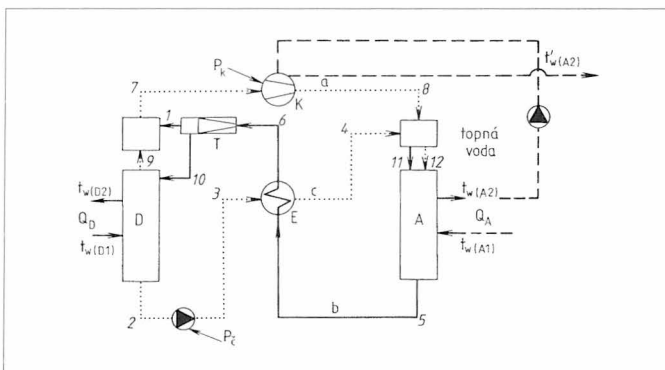 P_k
t'_w(A2)
7
a
K
8
1
6
4
topná
voda
T
9
11
12
10
3
c
t_w(D2)
t_w(A2)
E
Q_D
D
A
Q_A
t_w(D1)
t_w(A1)
b
2
5
P_č